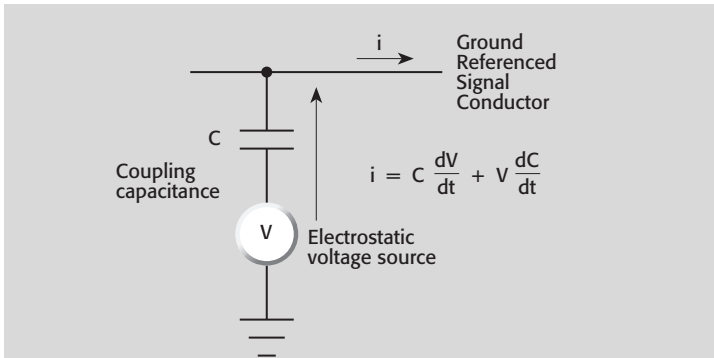 i
Ground
Referenced
Signal
Conductor
C
i = C dV/dt + V dC/dt
Coupling
capacitance
V
Electrostatic
voltage source